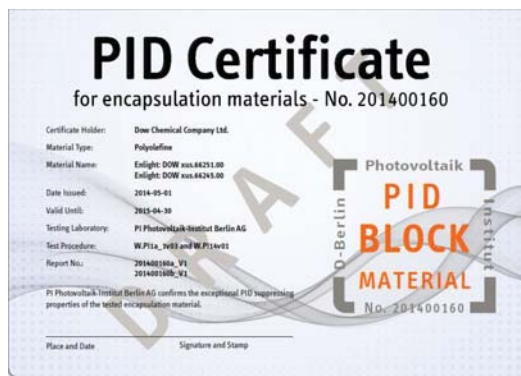 PID Certificate
for encapsulation materials - No. 201400160
Certificate Holder: Dow Chemical Company Ltd.
Material Type: Polyolefine
Material Name: Enlight: DOW xus.66251.00
Enlight: DOW xus.66245.00
Date Issued: 2014-05-01
Valid Until: 2015-04-30
Testing Laboratory: PI Photovoltaik-Institut Berlin AG
Test Procedure: W.PI1a_tv03 and W.PI14v01
Report No.: 201400160a_V1
201400160b_V1
PI Photovoltaik-Institut Berlin AG confirms the exceptional PID suppressing
properties of the tested encapsulation material.
Place and Date Signature and Stamp
DRAFT
Photovoltaik
Institut
D-Berlin
PID
BLOCK
MATERIAL
No. 201400160